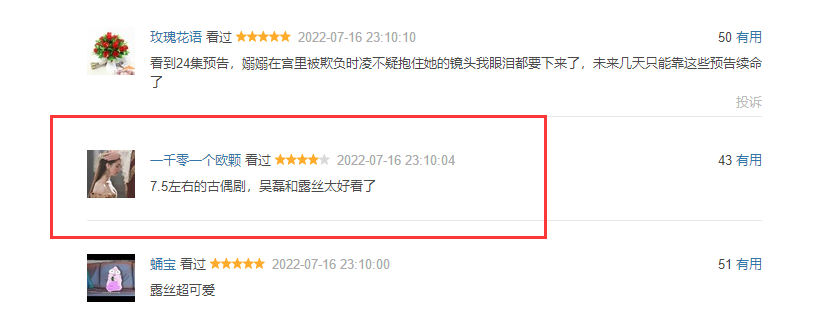 玫瑰花语 看过 2022-07-16 23:10:10 50 有用
看到24集预告，嫋嫋在宫里被欺负时凌不疑抱住她的镜头我眼泪都要下来了，未来几天只能靠这些预告续命
了
投诉
一千零一个欧颗 看过 2022-07-16 23:10:04 43 有用
7.5左右的古偶剧，吴磊和露丝太好看了
蛹宝 看过 2022-07-16 23:10:00 51 有用
露丝超可爱